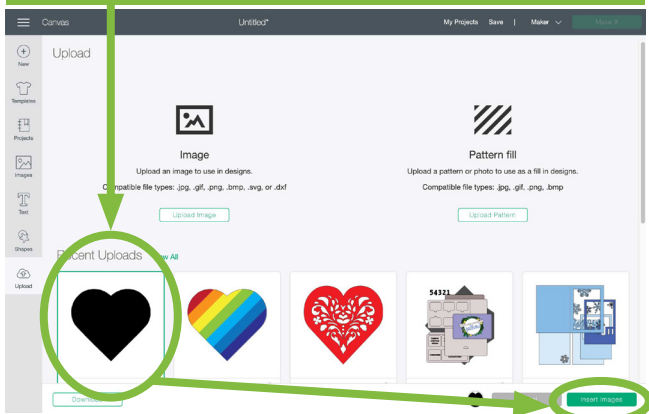 Canvas
Untitled*
My Projects Save | Maker
Make It
New
Templates
Projects
Images
Text
Shapes
Upload
Upload
Image
Upload an image to use in designs.
Compatible file types: .jpg, .gif, .png, .bmp, .svg, or .dxf
Upload Image
Pattern fill
Upload a pattern or photo to use as a fill in designs.
Compatible file types: .jpg, .gif, .png, .bmp
Upload Pattern
Recent Uploads View All
54321
Insert Images